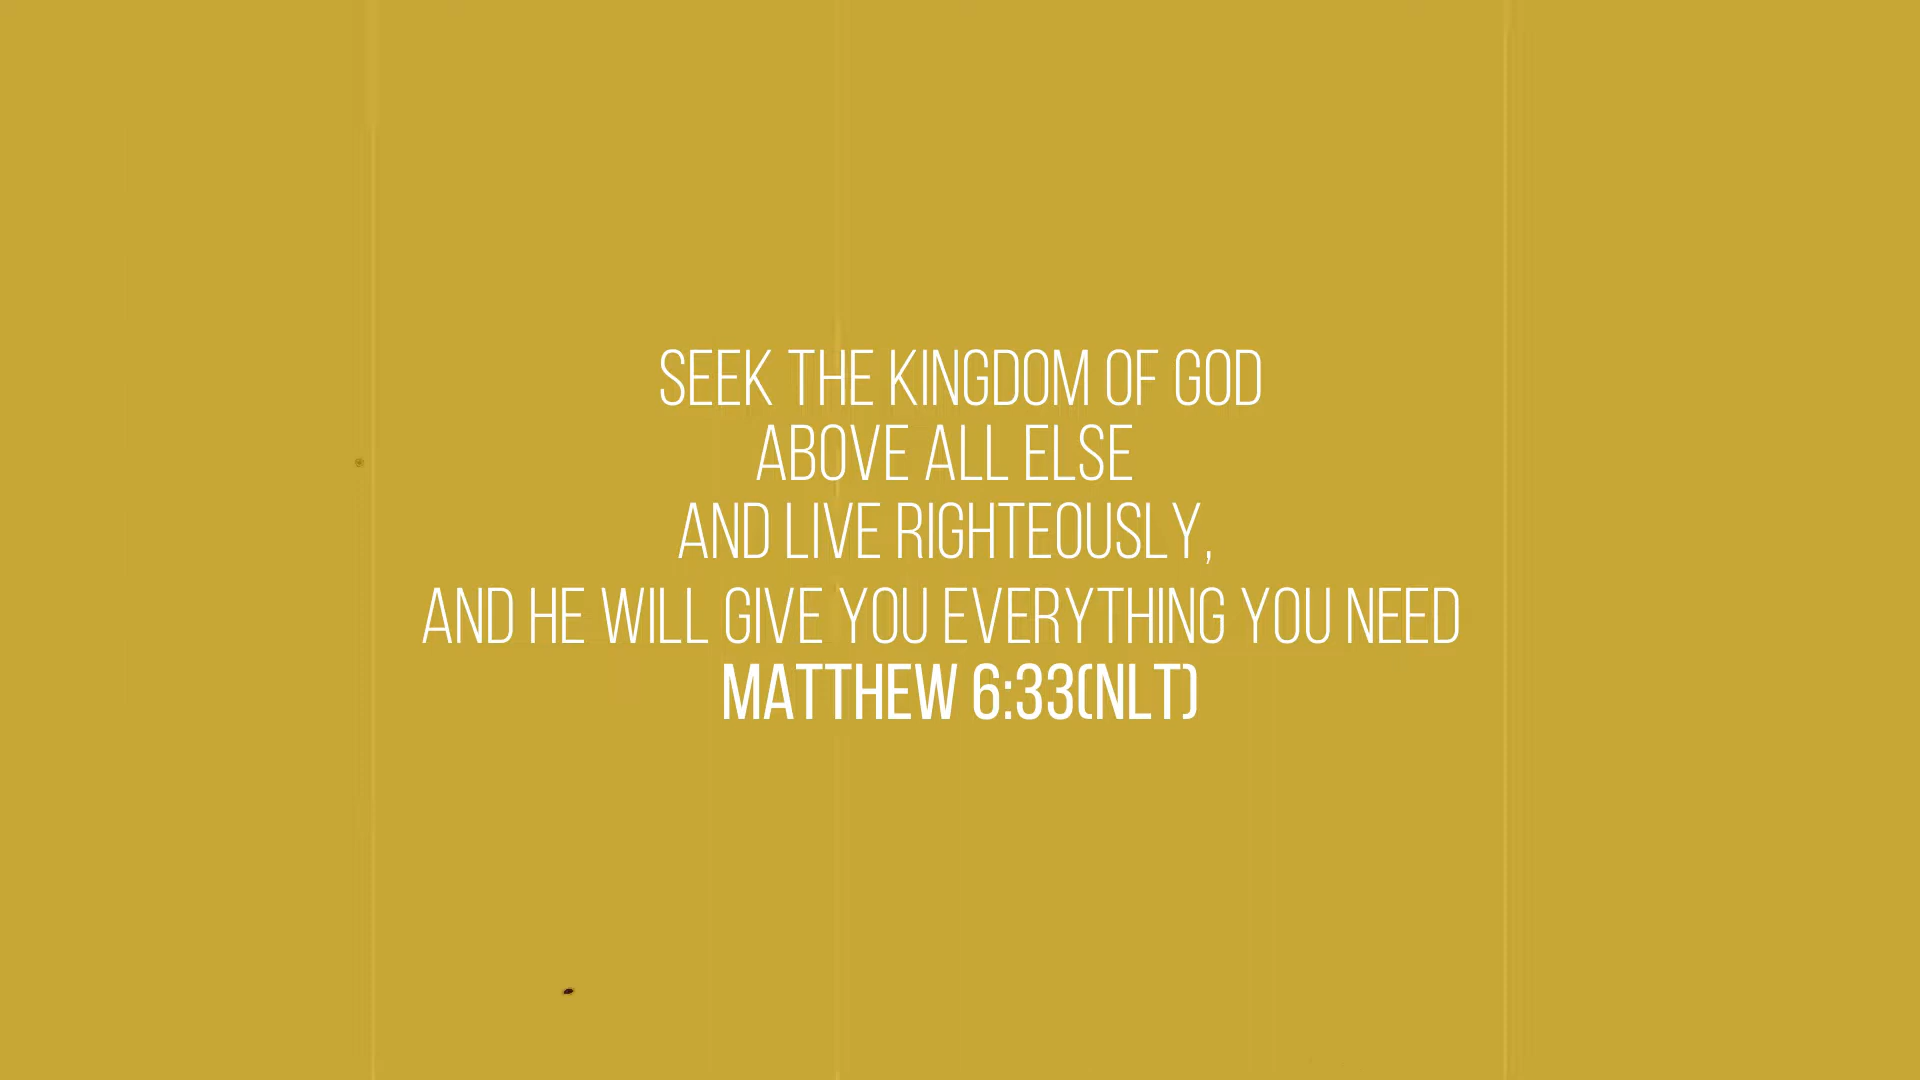 SEEK THE KINGDOM OF GOD
ABOVE ALL ELSE
AND LIVE RIGHTEOUSLY,
AND HE WILL GIVE YOU EVERYTHING YOU NEED
MATTHEW 6:33(NLT)